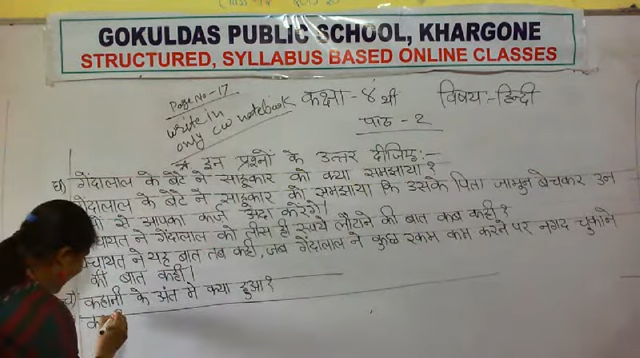 GOKULDAS PUBLIC SCHOOL, KHARGONE
STRUCTURED, SYLLABUS BASED ONLINE CLASSES
Page No-17
write in
only cw notebook
कक्षा-४ थी विषय:-हिन्दी
पाठ-2
* इन प्रश्नों के उत्तर दीजिए:-
गेंदालाल के बेटे ने साहूकार को क्या समझाया?
गेंदालाल के बेटे ने साहूकार को समझाया कि उसके पिता जामुन बेचकर उन
से आपका कर्ज अदा करेंगे।
पंचायत ने गेंदालाल को तीस ही रुपये लौटाने की बात कब कही?
पंचायत ने यह बात तब कही, जब गेंदालाल ने कुछ रकम कम करने पर नगद चुकाने
की बात कही।
कहानी के अंत मे क्या हुआ?